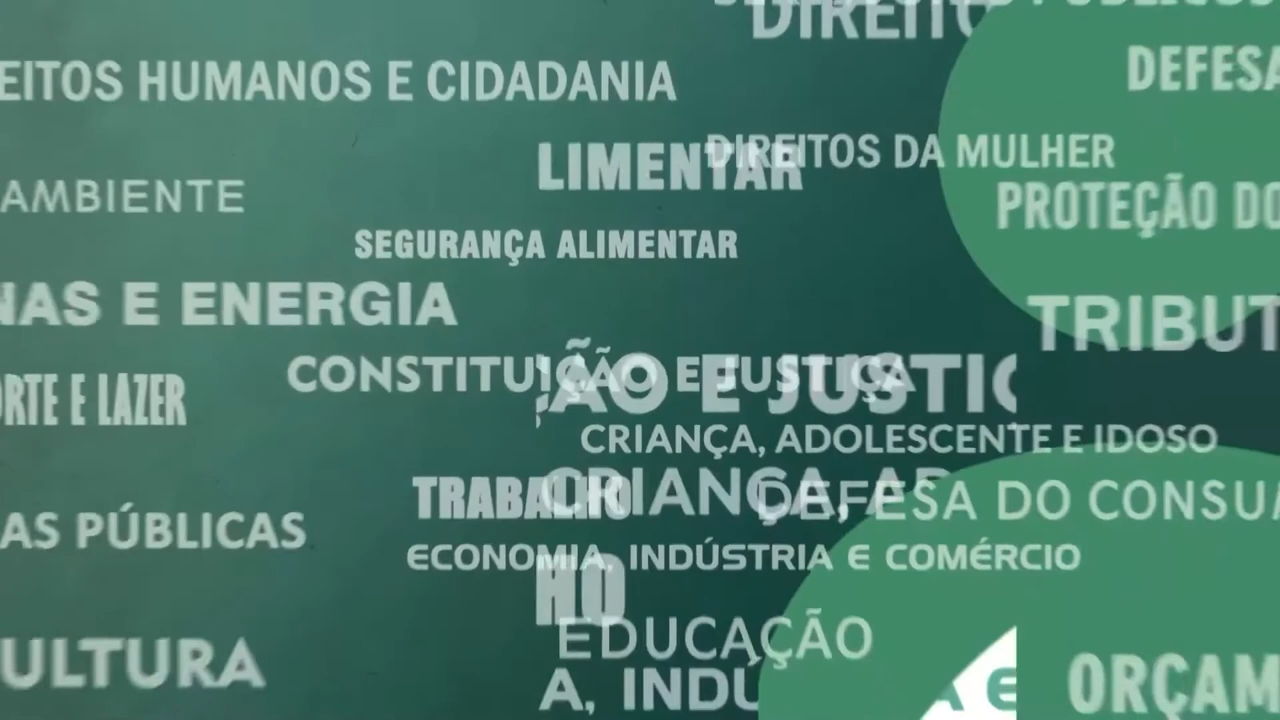 DIREITO
DEFESA
EITOS HUMANOS E CIDADANIA
DIREITOS DA MULHER
LIMENTAR
AMBIENTE
PROTEÇÃO DO
SEGURANÇA ALIMENTAR
NAS E ENERGIA
TRIBUT
CONSTITUIÇÃO E JUSTIÇA
ÃO E JUSTIÇ
ORTE E LAZER
CRIANÇA, ADOLESCENTE E IDOSO
TRABALHO
CRIANÇA, AD
DEFESA DO CONSU
AS PÚBLICAS
ECONOMIA, INDÚSTRIA E COMÉRCIO
HO
EDUCAÇÃO
ULTURA
A, INDÚ
A E
ORÇAM